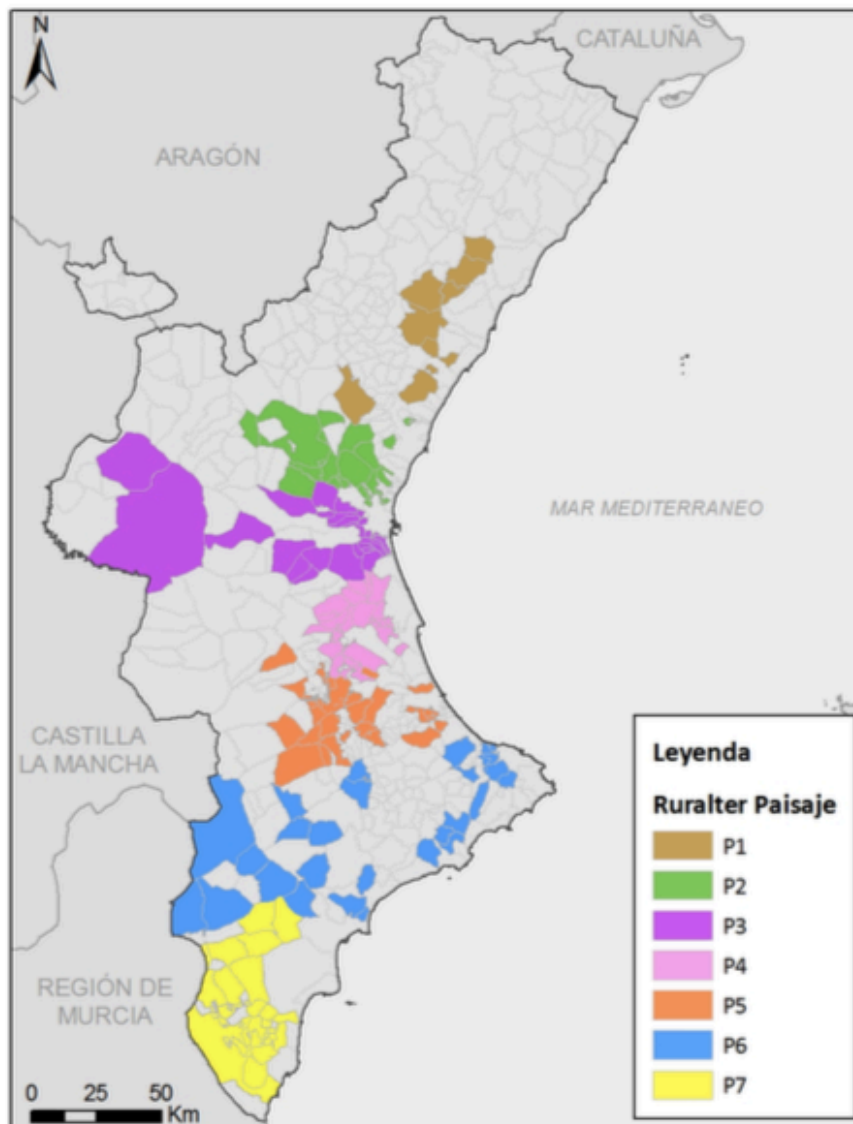 N
CATALUÑA
ARAGÓN
MAR MEDITERRANEO
CASTILLA
LA MANCHA
REGIÓN DE
MURCIA
0 25 50
Km
Leyenda
Ruralter Paisaje
P1
P2
P3
P4
P5
P6
P7